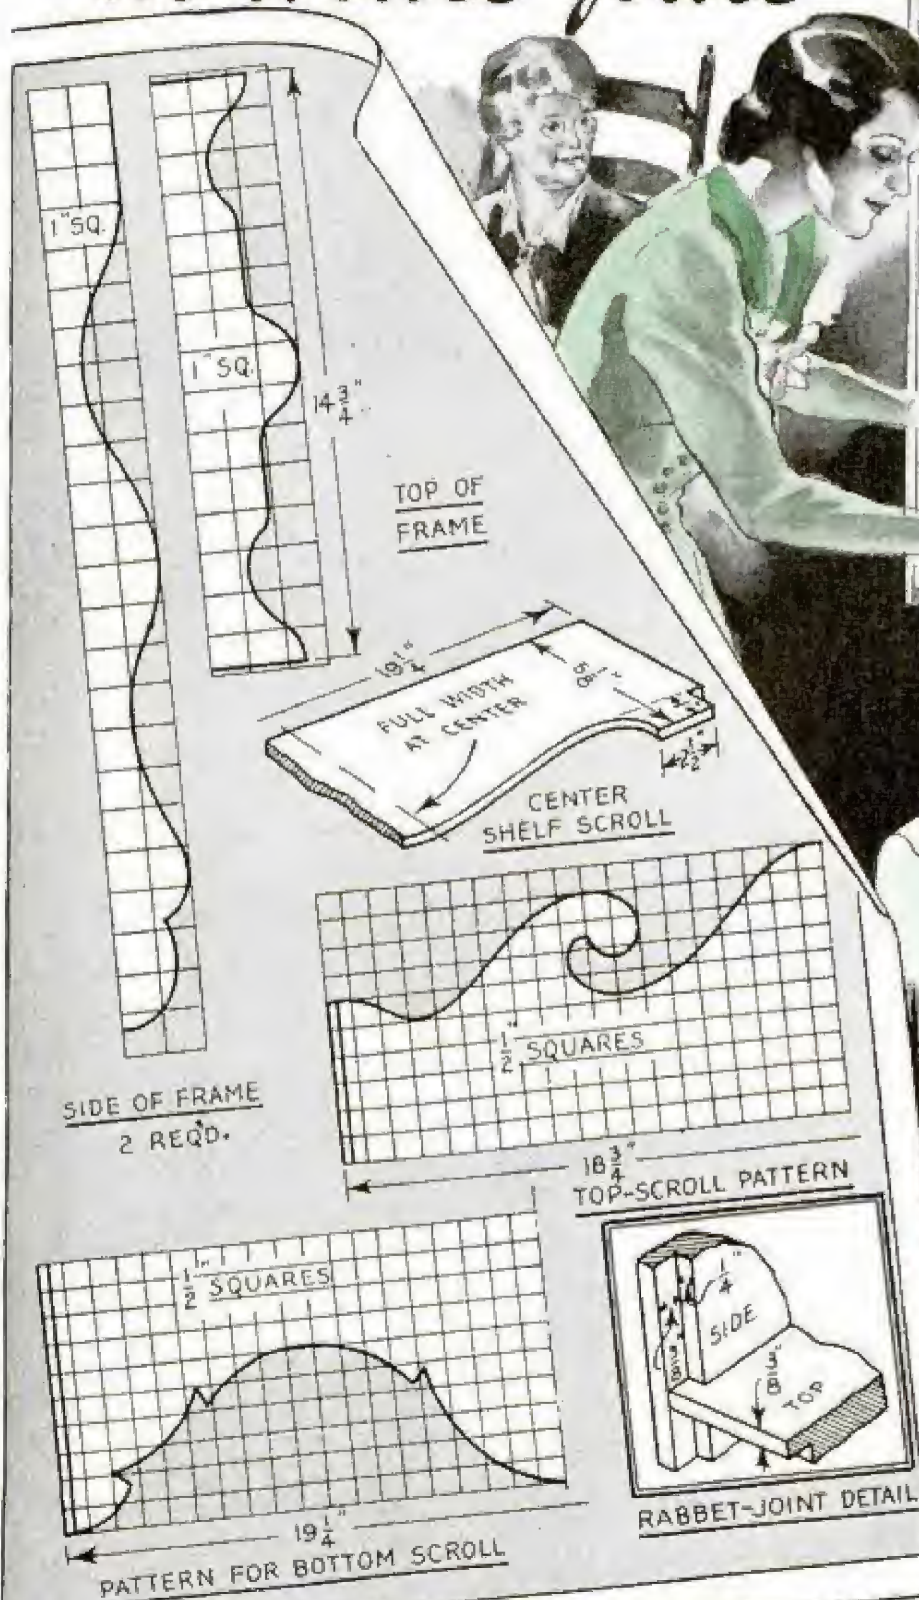 1" SQ.
1" SQ.
14 3/4"
TOP OF
FRAME
19 1/4"
FULL WIDTH
AT CENTER
2 1/2"
CENTER
SHELF SCROLL
1/2" SQUARES
SIDE OF FRAME
2 REQ'D.
18 3/4"
TOP-SCROLL PATTERN
1/2" SQUARES
1/4"
SIDE
3/8"
3/8"
TOP
RABBET-JOINT DETAIL
19 1/4"
PATTERN FOR BOTTOM SCROLL